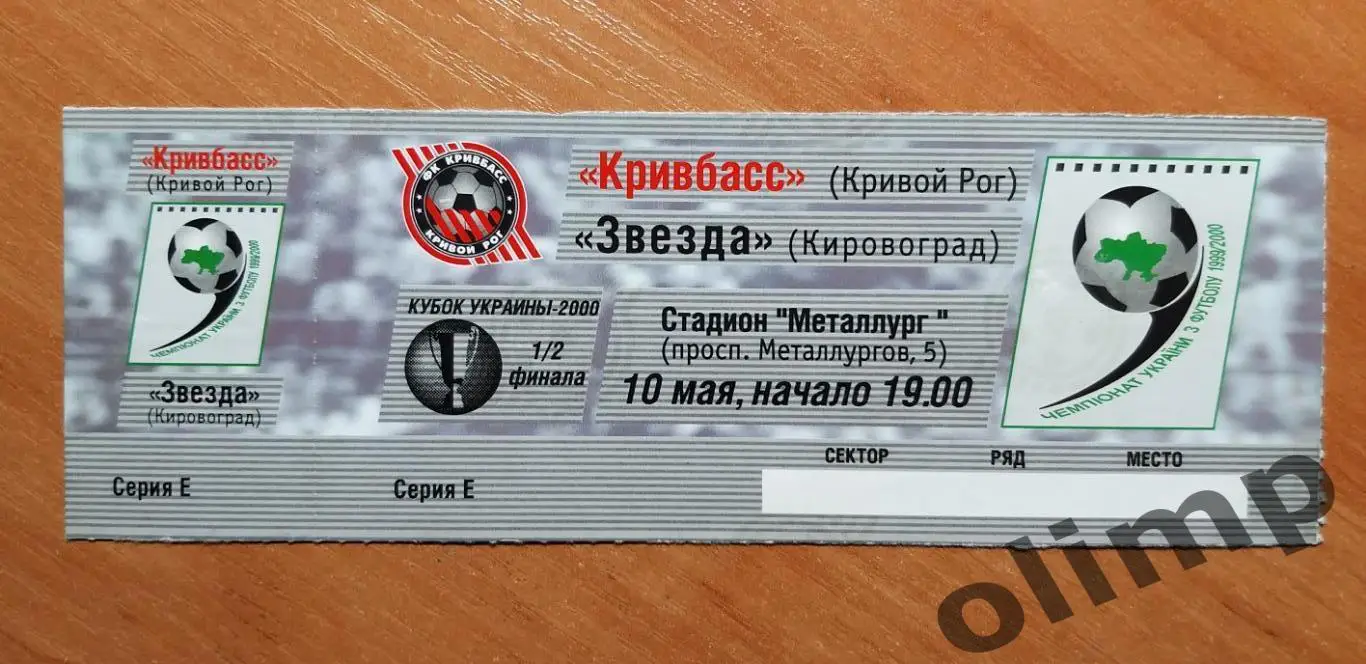 «Кривбасс»
(Кривой Рог)
ЧЕМПІОНАТ УКРАЇНИ З ФУТБОЛУ 1999/2000
«Звезда»
(Кировоград)
Серия Е
ФК КРИВБАСС
КРИВОЙ РОГ
«Кривбасс» (Кривой Рог)
«Звезда» (Кировоград)
КУБОК УКРАИНЫ-2000
1/2
финала
Стадион "Металлург "
(просп. Металлургов, 5)
10 мая, начало 19.00
ЧЕМПІОНАТ УКРАЇНИ З ФУТБОЛУ 1999/2000
Серия Е
СЕКТОР РЯД МЕСТО
olimp